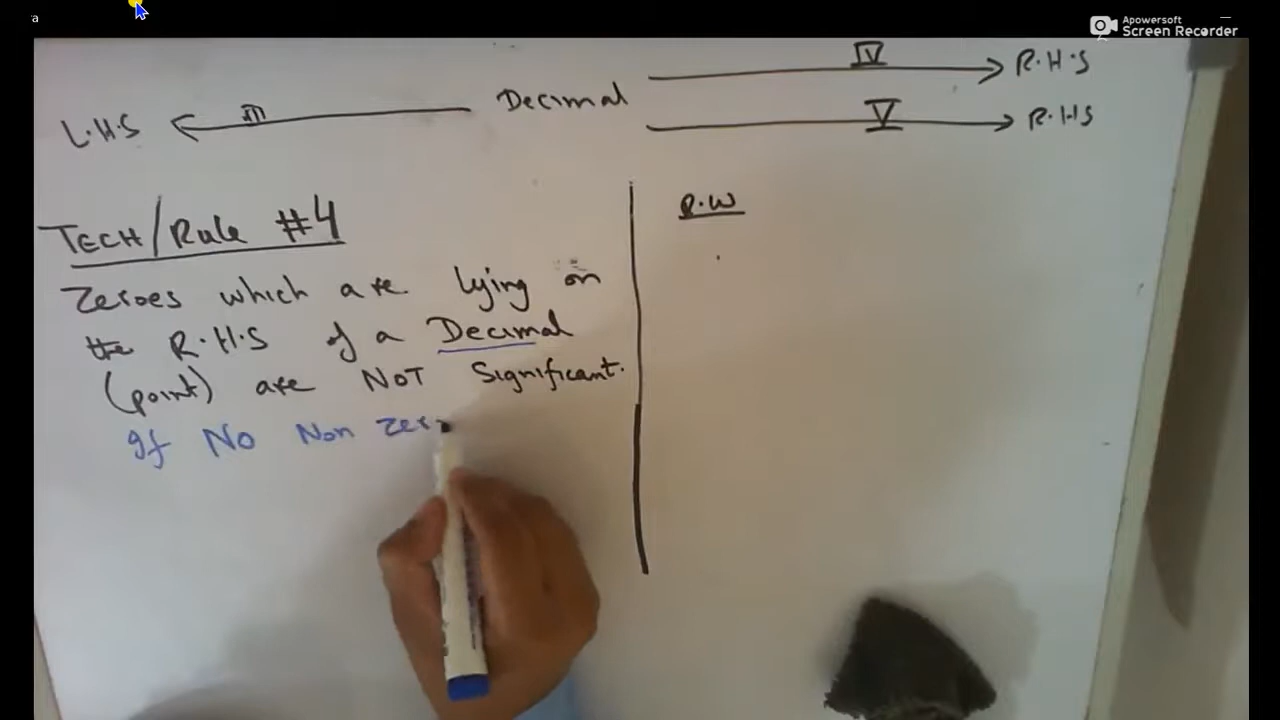 a
Apowersoft
Screen Recorder
IV
R.H.S
L.H.S
III
Decimal
V
R.H.S
TECH/Rule #4
R.W
Zeroes which are lying on
the R.H.S of a Decimal
(point) are NOT Significant.
If No Non zero